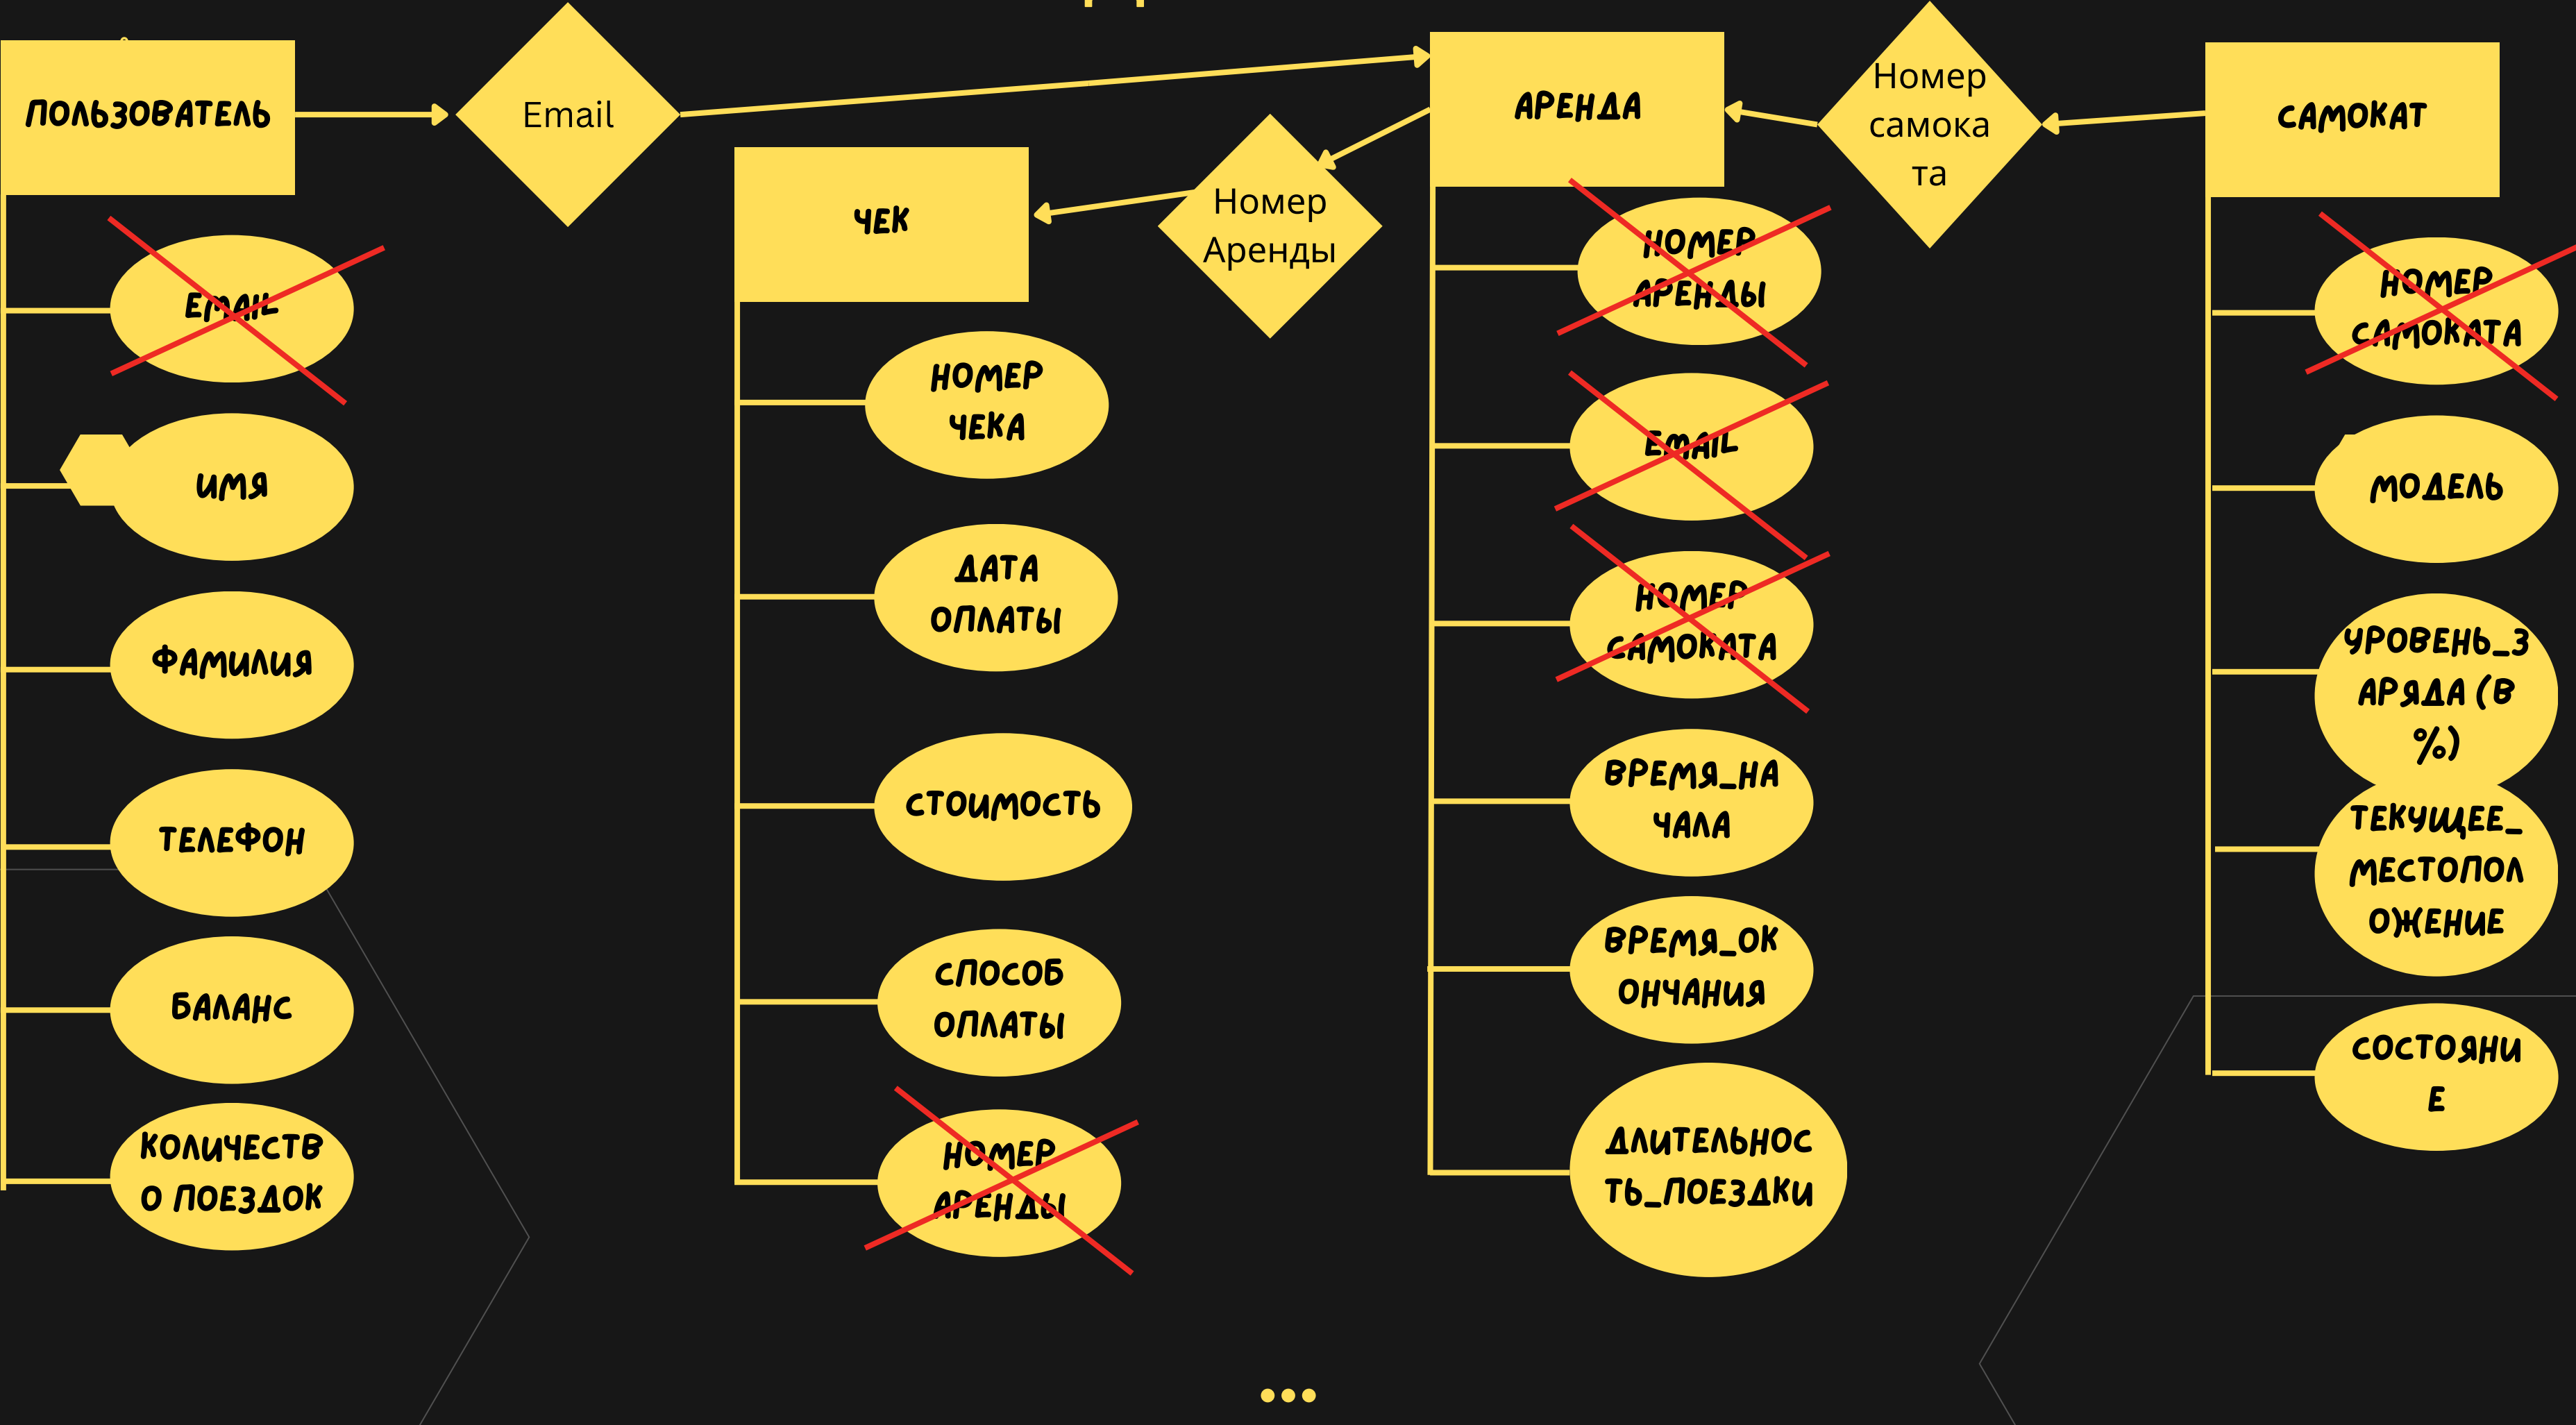 ПОЛЬЗОВАТЕЛЬ
EMAIL
ИМЯ
ФАМИЛИЯ
ТЕЛЕФОН
БАЛАНС
КОЛИЧЕСТВ
О ПОЕЗДОК
Email
ЧЕК
НОМЕР
ЧЕКА
ДАТА
ОПЛАТЫ
СТОИМОСТЬ
СПОСОБ
ОПЛАТЫ
НОМЕР
АРЕНДЫ
Номер
Аренды
АРЕНДА
НОМЕР
АРЕНДЫ
EMAIL
НОМЕР
САМОКАТА
ВРЕМЯ_НА
ЧАЛА
ВРЕМЯ_ОК
ОНЧАНИЯ
ДЛИТЕЛЬНОС
ТЬ_ПОЕЗДКИ
Номер
самока
та
САМОКАТ
НОМЕР
САМОКАТА
МОДЕЛЬ
УРОВЕНЬ_З
АРЯДА (В
%)
ТЕКУЩЕЕ_
МЕСТОПОЛ
ОЖЕНИЕ
СОСТОЯНИ
Е